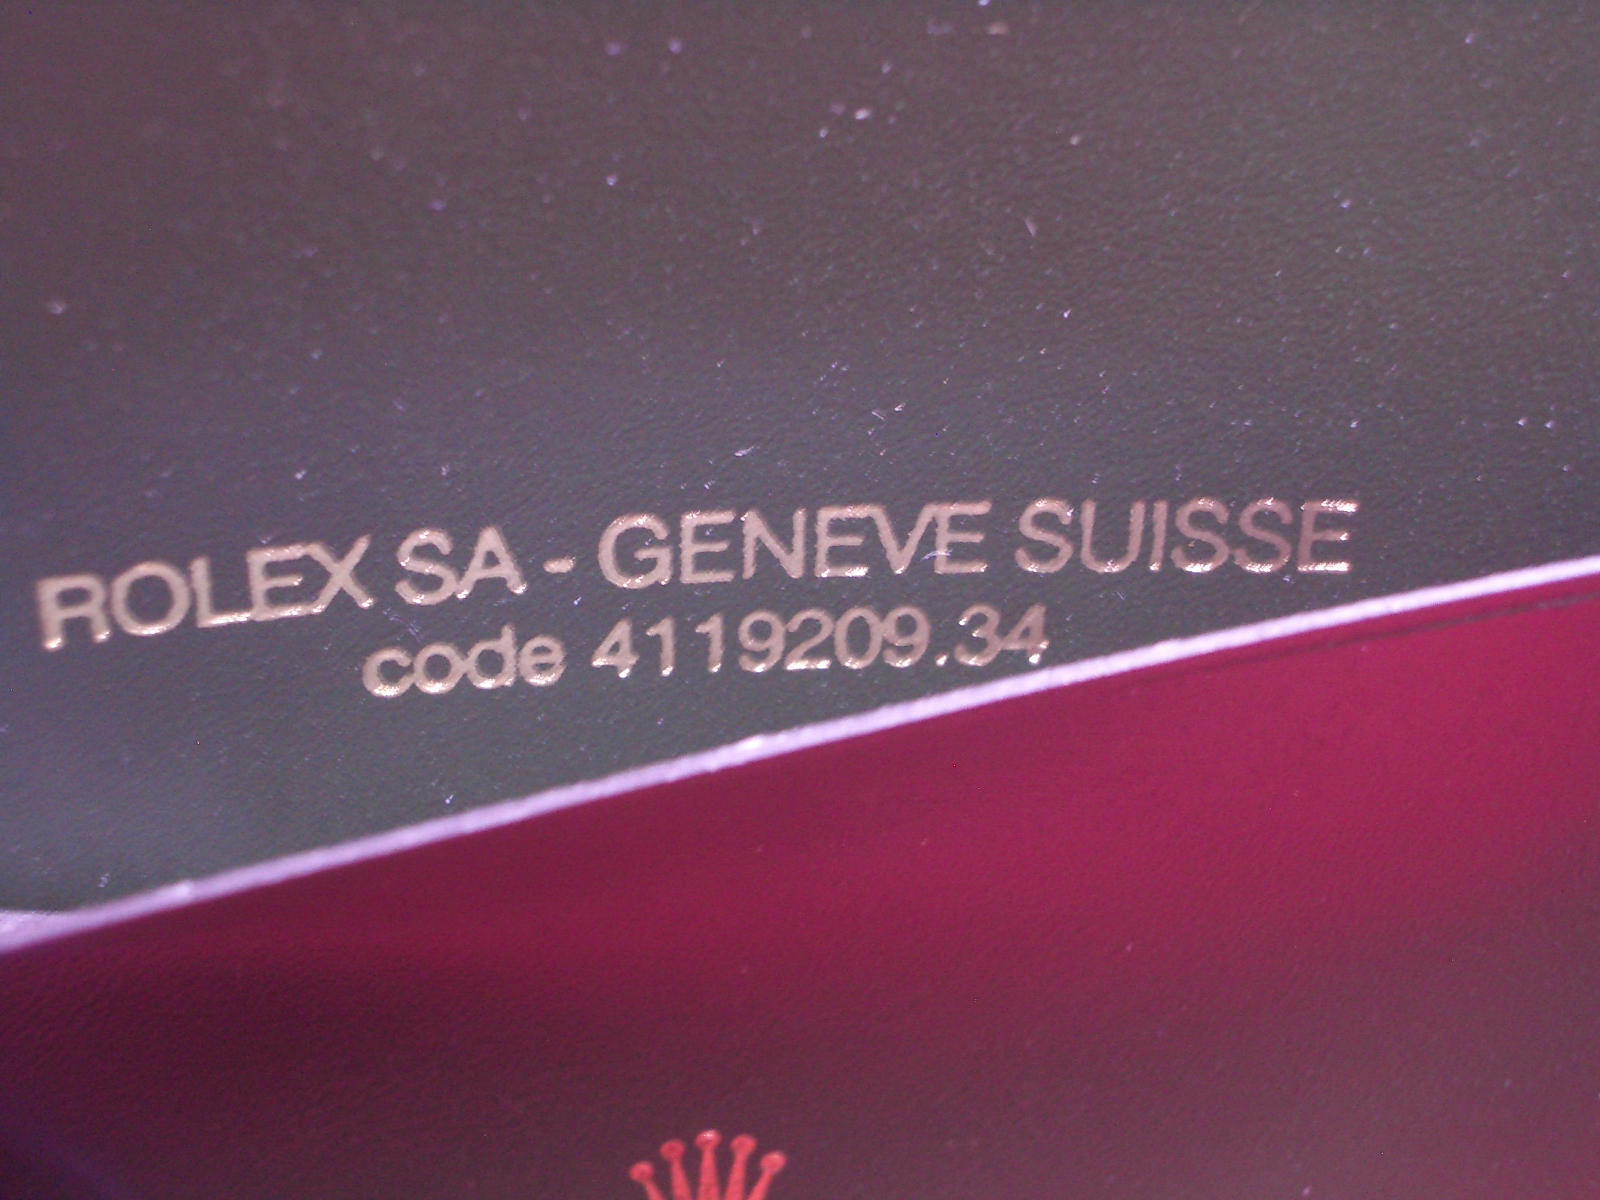 ROLEX SA - GENEVE SUISSE
code 4119209.34